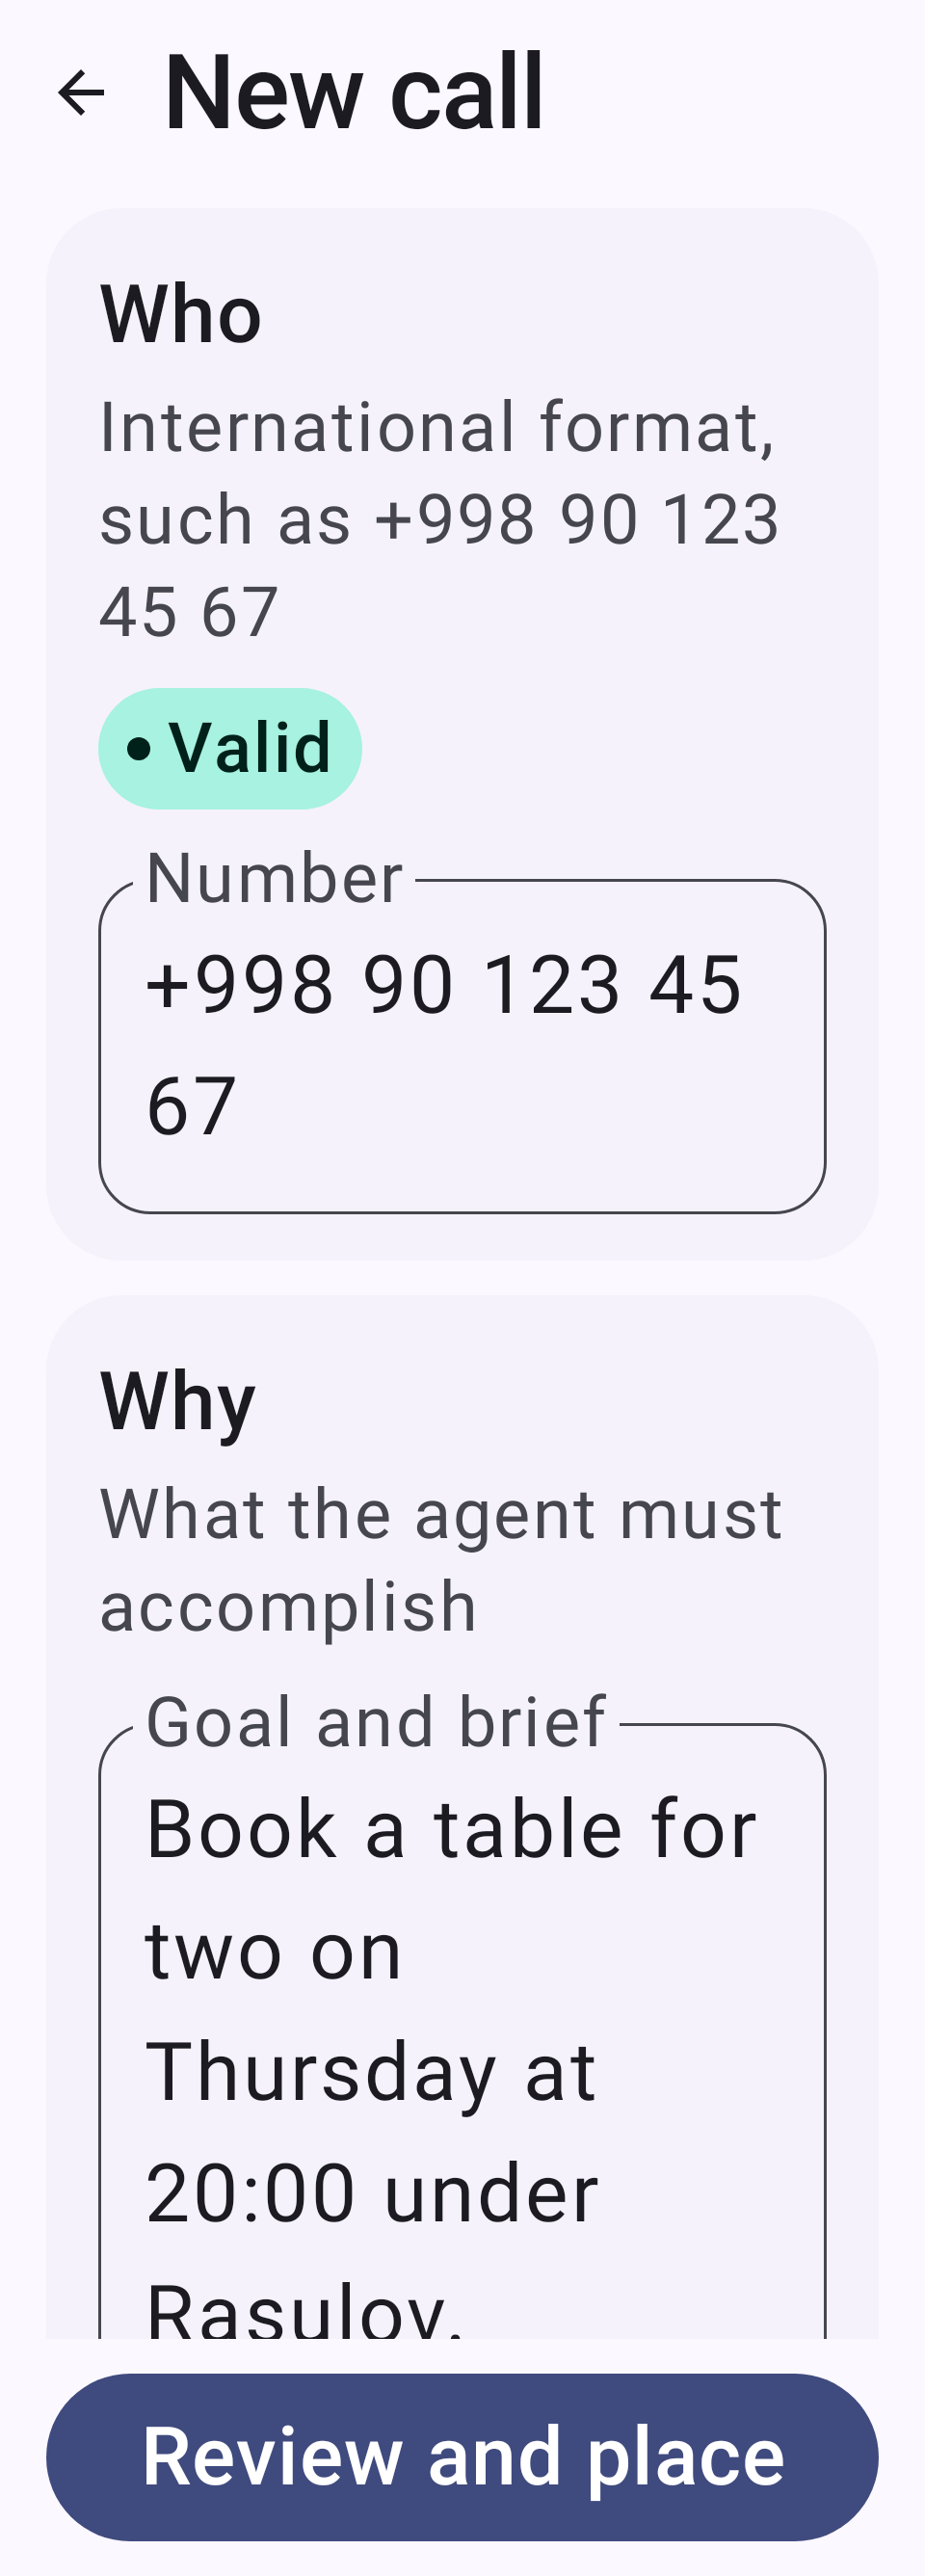 New call
Who
International format,
such as +998 90 123
45 67
Valid
Number
+998 90 123 45
67
Why
What the agent must
accomplish
Goal and brief
Book a table for
two on
Thursday at
20:00 under
Rasulov.
Review and place